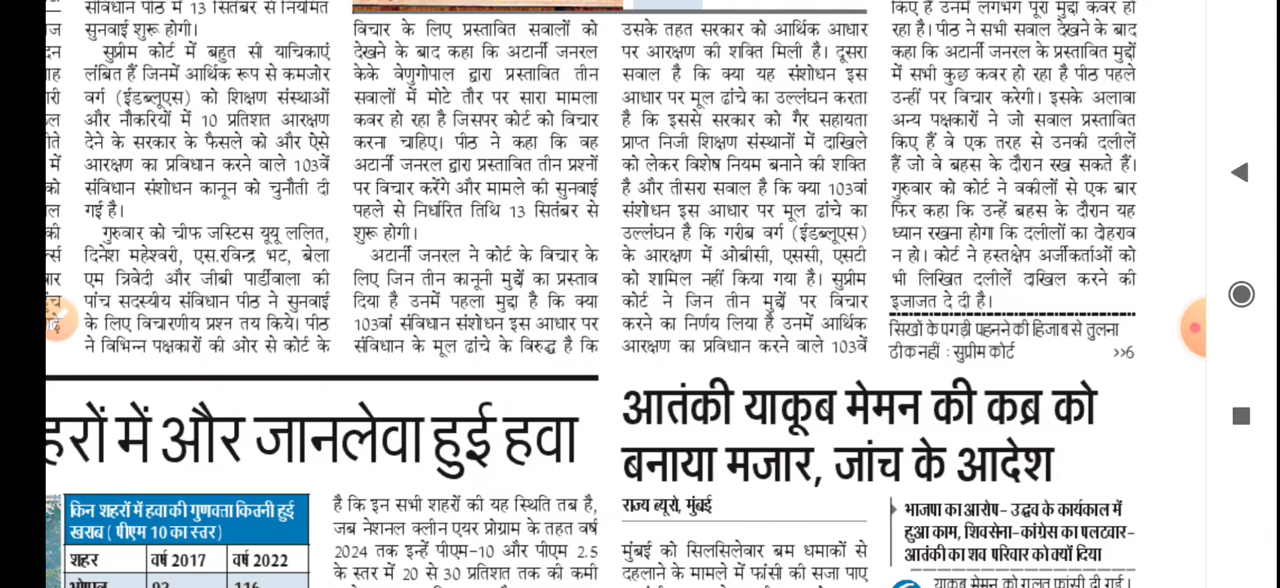 संविधान पीठ में 13 सितंबर से नियमित
सुनवाई शुरू होगी।
सुप्रीम कोर्ट में बहुत सी याचिकाएं
लंबित हैं जिनमें आर्थिक रूप से कमजोर
वर्ग (ईडब्लूएस) को शिक्षण संस्थाओं
और नौकरियों में 10 प्रतिशत आरक्षण
देने के सरकार के फैसले को और ऐसे
आरक्षण का प्रविधान करने वाले 103वें
संविधान संशोधन कानून को चुनौती दी
गई है।
गुरुवार को चीफ जस्टिस यूयू ललित,
दिनेश महेश्वरी, एस.रविन्द्र भट, बेला
एम त्रिवेदी और जीबी पार्डीवाला की
पांच सदस्यीय संविधान पीठ ने सुनवाई
के लिए विचारणीय प्रश्न तय किये। पीठ
ने विभिन्न पक्षकारों की ओर से कोर्ट के
विचार के लिए प्रस्तावित सवालों को
देखने के बाद कहा कि अटार्नी जनरल
केके वेणुगोपाल द्वारा प्रस्तावित तीन
सवालों में मोटे तौर पर सारा मामला
कवर हो रहा है जिसपर कोर्ट को विचार
करना चाहिए। पीठ ने कहा कि वह
अटार्नी जनरल द्वारा प्रस्तावित तीन प्रश्नों
पर विचार करेंगे और मामले की सुनवाई
पहले से निर्धारित तिथि 13 सितंबर से
शुरू होगी।
अटार्नी जनरल ने कोर्ट के विचार के
लिए जिन तीन कानूनी मुद्दों का प्रस्ताव
दिया है उनमें पहला मुद्दा है कि क्या
103वां संविधान संशोधन इस आधार पर
संविधान के मूल ढांचे के विरुद्ध है कि
उसके तहत सरकार को आर्थिक आधार
पर आरक्षण की शक्ति मिली है। दूसरा
सवाल है कि क्या यह संशोधन इस
आधार पर मूल ढांचे का उल्लंघन करता
है कि इससे सरकार को गैर सहायता
प्राप्त निजी शिक्षण संस्थानों में दाखिले
को लेकर विशेष नियम बनाने की शक्ति
है और तीसरा सवाल है कि क्या 103वां
संशोधन इस आधार पर मूल ढांचे का
उल्लंघन है कि गरीब वर्ग (ईडब्लूएस)
के आरक्षण में ओबीसी, एससी, एसटी
को शामिल नहीं किया गया है। सुप्रीम
कोर्ट ने जिन तीन मुद्दों पर विचार
करने का निर्णय लिया है उनमें आर्थिक
आरक्षण का प्रविधान करने वाले 103वें
किए हैं उनमें लगभग पूरा मुद्दा कवर हो
रहा है। पीठ ने सभी सवाल देखने के बाद
कहा कि अटार्नी जनरल के प्रस्तावित मुद्दों
में सभी कुछ कवर हो रहा है पीठ पहले
उन्हीं पर विचार करेगी। इसके अलावा
अन्य पक्षकारों ने जो सवाल प्रस्तावित
किए हैं वे एक तरह से उनकी दलीलें
हैं जो वे बहस के दौरान रख सकते हैं।
गुरुवार को कोर्ट ने वकीलों से एक बार
फिर कहा कि उन्हें बहस के दौरान यह
ध्यान रखना होगा कि दलीलों का दोहराव
न हो। कोर्ट ने हस्तक्षेप अर्जीकर्ताओं को
भी लिखित दलीलें दाखिल करने की
इजाजत दे दी है।
सिखों के पगड़ी पहनने की हिजाब से तुलना
ठीक नहीं : सुप्रीम कोर्ट >>6
हरों में और जानलेवा हुई हवा
किन शहरों में हवा की गुणवत्ता कितनी हुई
खराब (पीएम 10 का स्तर)
शहर वर्ष 2017 वर्ष 2022
भोपाल 93 116
है कि इन सभी शहरों की यह स्थिति तब है,
जब नेशनल क्लीन एयर प्रोग्राम के तहत वर्ष
2024 तक इन्हें पीएम-10 और पीएम 2.5
के स्तर में 20 से 30 प्रतिशत तक की कमी
आतंकी याकूब मेमन की कब्र को
बनाया मजार, जांच के आदेश
राज्य ब्यूरो, मुंबई
मुंबई को सिलसिलेवार बम धमाकों से
दहलाने के मामले में फांसी की सजा पाए
भाजपा का आरोप- उद्धव के कार्यकाल में
हुआ काम, शिवसेना-कांग्रेस का पलटवार-
आतंकी का शव परिवार को क्यों दिया
याकूब मेमन को गलत फांसी दी गई।